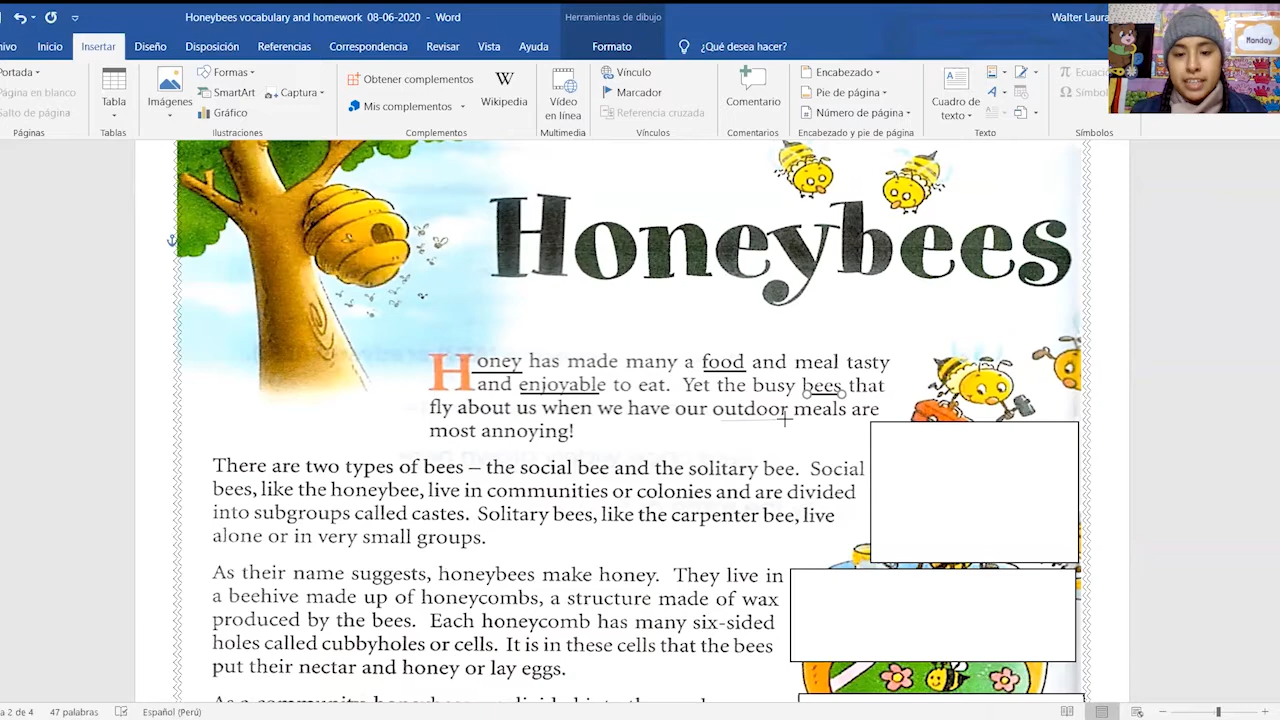 Honeybees vocabulary and homework 08-06-2020 - Word
Herramientas de dibujo
Walter Laura
Monday
Inicio
Insertar
Diseño
Disposición
Referencias
Correspondencia
Revisar
Vista
Ayuda
Formato
¿Qué desea hacer?
Página en blanco
Páginas
Tabla
Tablas
Imágenes
Formas
SmartArt
Gráfico
Captura
Ilustraciones
Obtener complementos
Mis complementos
Wikipedia
Complementos
Vídeo
en línea
Multimedia
Vínculo
Marcador
Referencia cruzada
Vínculos
Comentario
Comentarios
Encabezado
Pie de página
Número de página
Encabezado y pie de página
Cuadro de
texto
Texto
Símbolos
Honeybees
Honey has made many a food and meal tasty
and enjoyable to eat. Yet the busy bees that
fly about us when we have our outdoor meals are
most annoying!
There are two types of bees – the social bee and the solitary bee. Social
bees, like the honeybee, live in communities or colonies and are divided
into subgroups called castes. Solitary bees, like the carpenter bee, live
alone or in very small groups.
As their name suggests, honeybees make honey. They live in
a beehive made up of honeycombs, a structure made of wax
produced by the bees. Each honeycomb has many six-sided
holes called cubbyholes or cells. It is in these cells that the bees
put their nectar and honey or lay eggs.
a 2 de 4
47 palabras
Español (Perú)